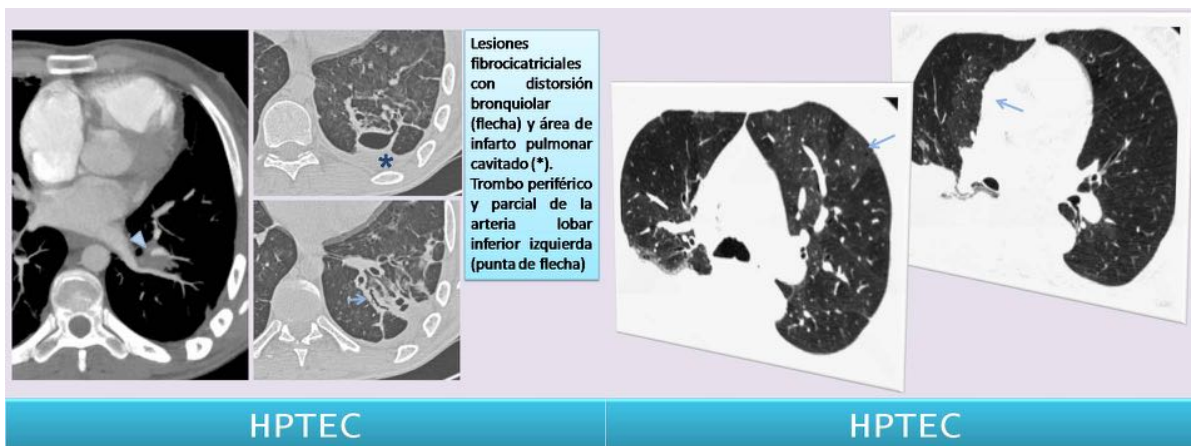 Lesiones
fibrocicatriciales
con distorsión
bronquiolar
(flecha) y área de
infarto pulmonar
cavitado (*).
Trombo periférico
y parcial de la
arteria lobar
inferior izquierda
(punta de flecha)
*
HPTEC
HPTEC